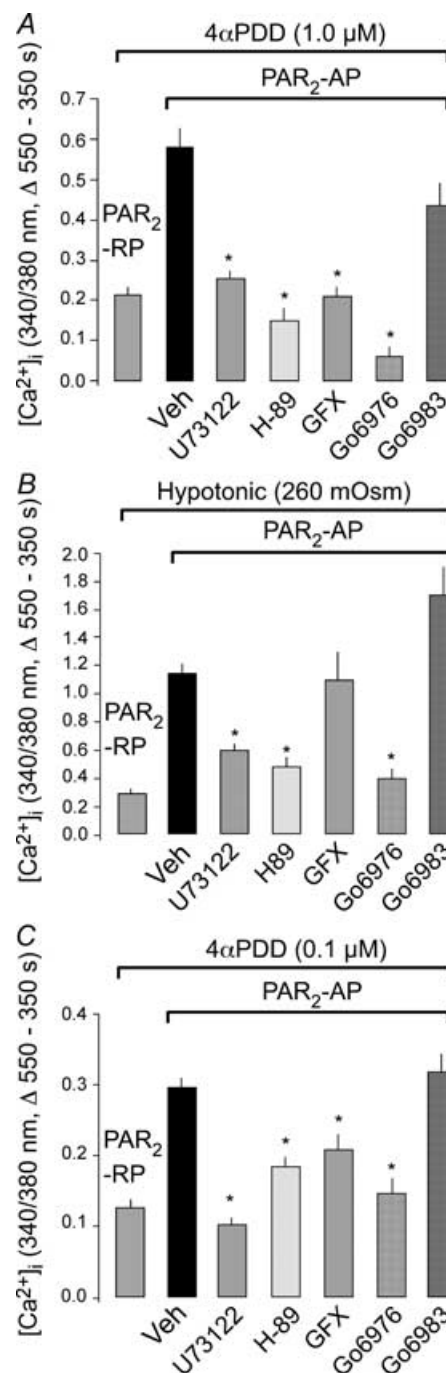 A
4αPDD (1.0 µM)
PAR₂-AP
[Ca²⁺]ᵢ (340/380 nm, Δ 550 - 350 s)
0.7
0.6
0.5
0.4
0.3
0.2
0.1
0.0
PAR₂
-RP
* * * *
Veh U73122 H-89 GFX Go6976 Go6983
B
Hypotonic (260 mOsm)
PAR₂-AP
[Ca²⁺]ᵢ (340/380 nm, Δ 550 - 350 s)
2.0
1.8
1.6
1.4
1.2
1.0
0.8
0.6
0.4
0.2
0.0
PAR₂
-RP
* * *
Veh U73122 H89 GFX Go6976 Go6983
C
4αPDD (0.1 µM)
PAR₂-AP
[Ca²⁺]ᵢ (340/380 nm, Δ 550 - 350 s)
0.4
0.3
0.2
0.1
0.0
PAR₂
-RP
* * * *
Veh U73122 H-89 GFX Go6976 Go6983